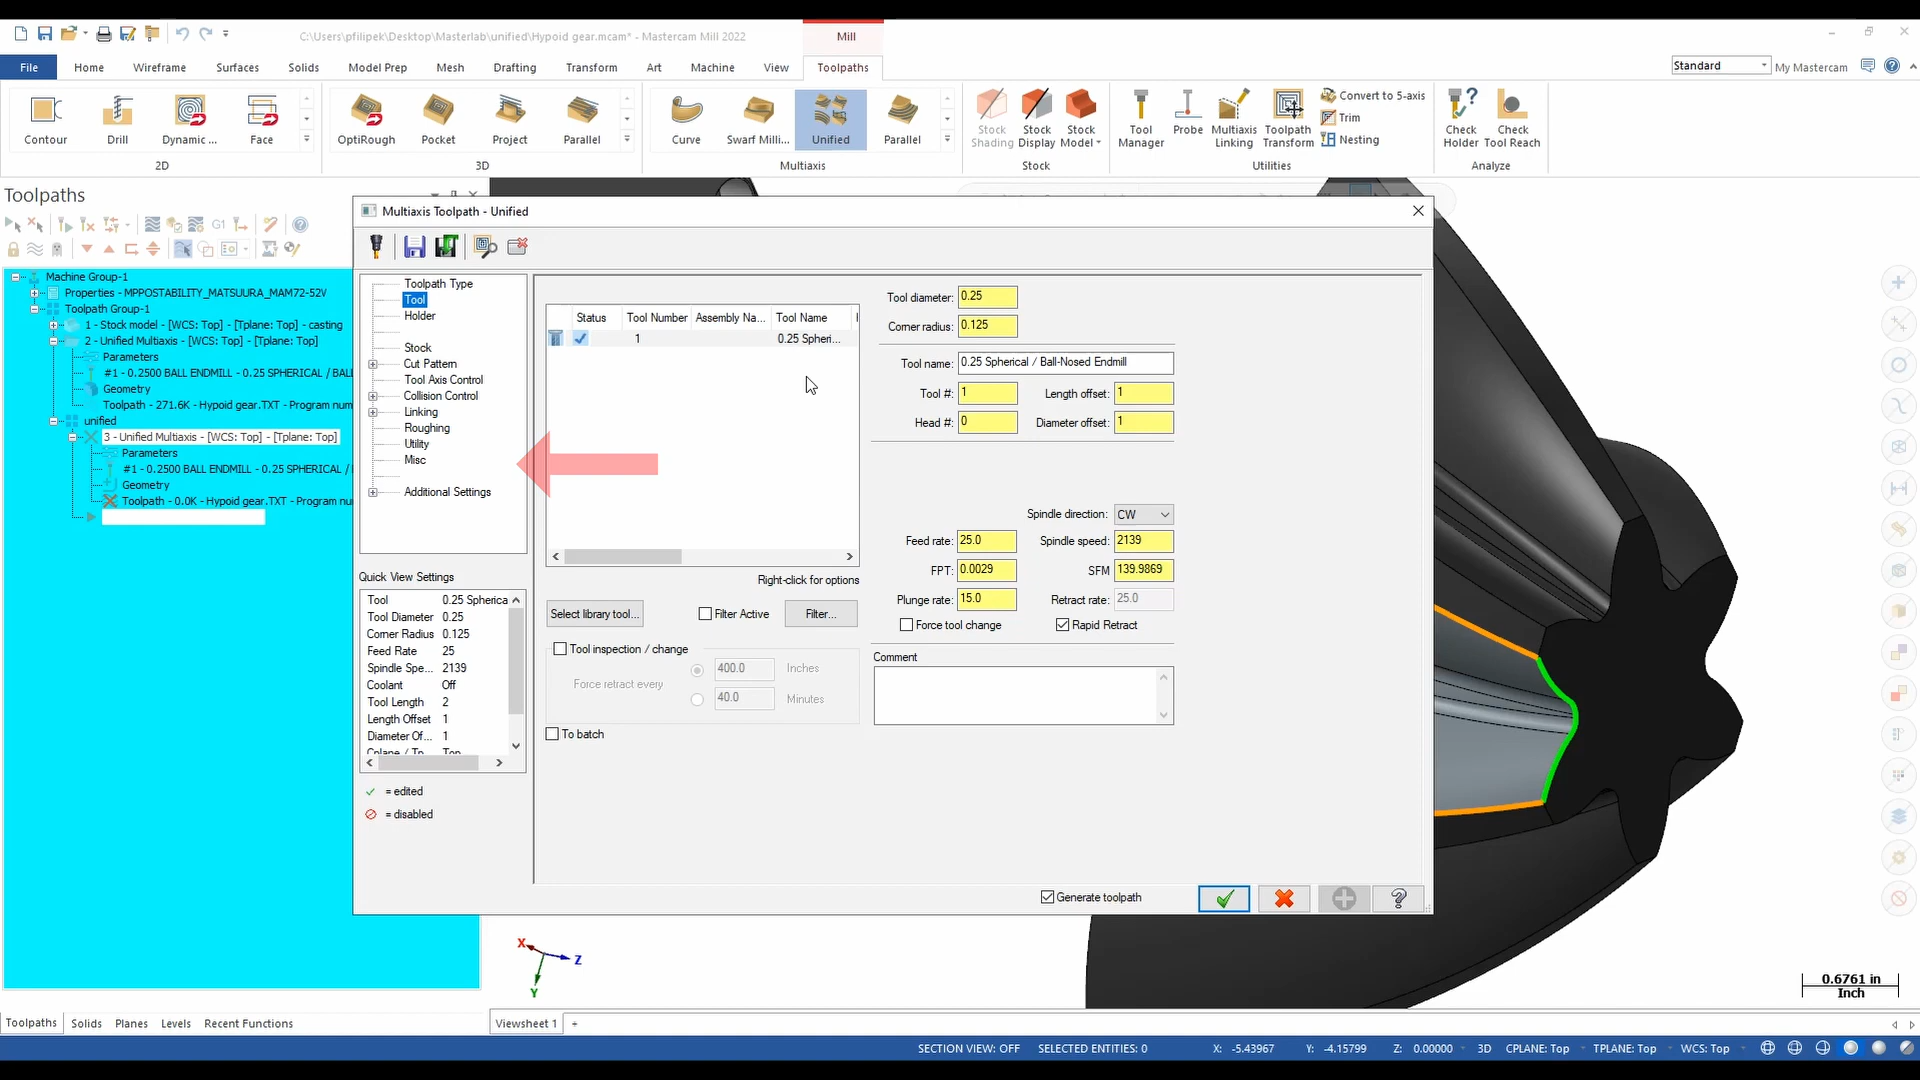 C:\Users\pfilipek\Desktop\Masterlab\unified\Hypoid gear.mcam* - Mastercam Mill 2022
Mill
File
Home
Wireframe
Surfaces
Solids
Model Prep
Mesh
Drafting
Transform
Art
Machine
View
Toolpaths
Standard
My Mastercam
Contour
Drill
Dynamic ...
Face
OptiRough
Pocket
Project
Parallel
Curve
Swarf Milli...
Unified
Parallel
Stock Shading
Stock Display
Stock Model
Tool Manager
Probe
Multiaxis Linking
Toolpath Transform
Convert to 5-axis
Trim
Nesting
Check Holder
Check Tool Reach
2D
3D
Multiaxis
Stock
Utilities
Analyze
Toolpaths
G1
Machine Group-1
Properties - MPPOSTABILITY_MATSUURA_MAM72-52V
Toolpath Group-1
1 - Stock model - [WCS: Top] - [Tplane: Top] - casting
2 - Unified Multiaxis - [WCS: Top] - [Tplane: Top]
Parameters
#1 - 0.2500 BALL ENDMILL - 0.25 SPHERICAL / BAL
Geometry
Toolpath - 271.6K - Hypoid gear.TXT - Program num
unified
3 - Unified Multiaxis - [WCS: Top] - [Tplane: Top]
Parameters
#1 - 0.2500 BALL ENDMILL - 0.25 SPHERICAL /
Geometry
Toolpath - 0.0K - Hypoid gear.TXT - Program nu
Multiaxis Toolpath - Unified
Toolpath Type
Tool
Holder
Stock
Cut Pattern
Tool Axis Control
Collision Control
Linking
Roughing
Utility
Misc
Additional Settings
Quick View Settings
Tool 0.25 Spherica
Tool Diameter 0.25
Corner Radius 0.125
Feed Rate 25
Spindle Spe... 2139
Coolant Off
Tool Length 2
Length Offset 1
Diameter Of... 1
Cplane / Tp... Top
= edited
= disabled
Status Tool Number Assembly Na... Tool Name
1 0.25 Spheri...
Right-click for options
Select library tool...
Filter Active
Filter...
Tool inspection / change
Force retract every
400.0 Inches
40.0 Minutes
To batch
Tool diameter: 0.25
Corner radius: 0.125
Tool name: 0.25 Spherical / Ball-Nosed Endmill
Tool #: 1 Length offset: 1
Head #: 0 Diameter offset: 1
Spindle direction: CW
Feed rate: 25.0 Spindle speed: 2139
FPT: 0.0029 SFM 139.9869
Plunge rate: 15.0 Retract rate: 25.0
Force tool change Rapid Retract
Comment
Generate toolpath
X
Z
Y
0.6761 in
Inch
Toolpaths Solids Planes Levels Recent Functions
Viewsheet 1 +
SECTION VIEW: OFF SELECTED ENTITIES: 0 X: -5.43967 Y: -4.15799 Z: 0.00000 3D CPLANE: Top TPLANE: Top WCS: Top